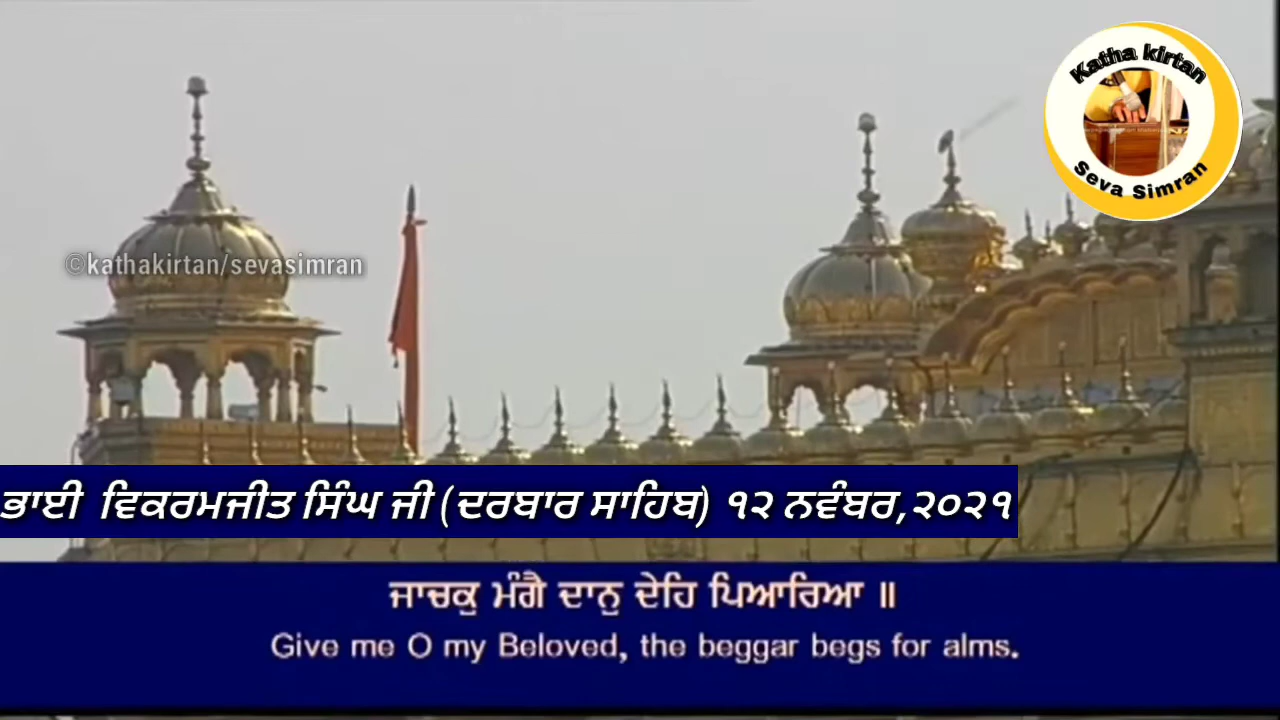 Katha kirtan
Seva Simran
©kathakirtan/sevasimran
ਭਾਈ ਵਿਕਰਮਜੀਤ ਸਿੰਘ ਜੀ (ਦਰਬਾਰ ਸਾਹਿਬ) ੧੨ ਨਵੰਬਰ,੨੦੨੧
ਜਾਚਕੁ ਮੰਗੈ ਦਾਨੁ ਦੇਹਿ ਪਿਆਰਿਆ ॥
Give me O my Beloved, the beggar begs for alms.